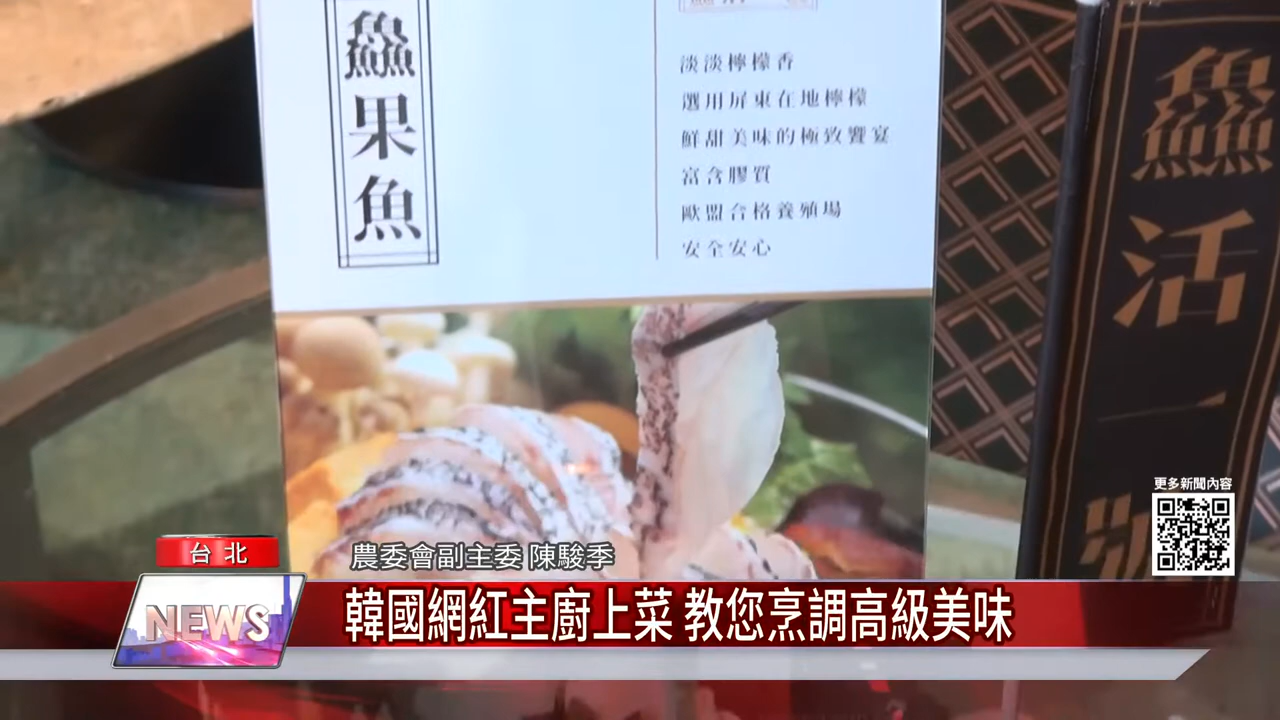 鱻果魚
淡淡檸檬香
選用屏東在地檸檬
鮮甜美味的極致饗宴
富含膠質
歐盟合格養殖場
安全安心
鱻活一
更多新聞內容
台北
農委會副主委 陳駿季
NEWS
韓國網紅主廚上菜 教您烹調高級美味